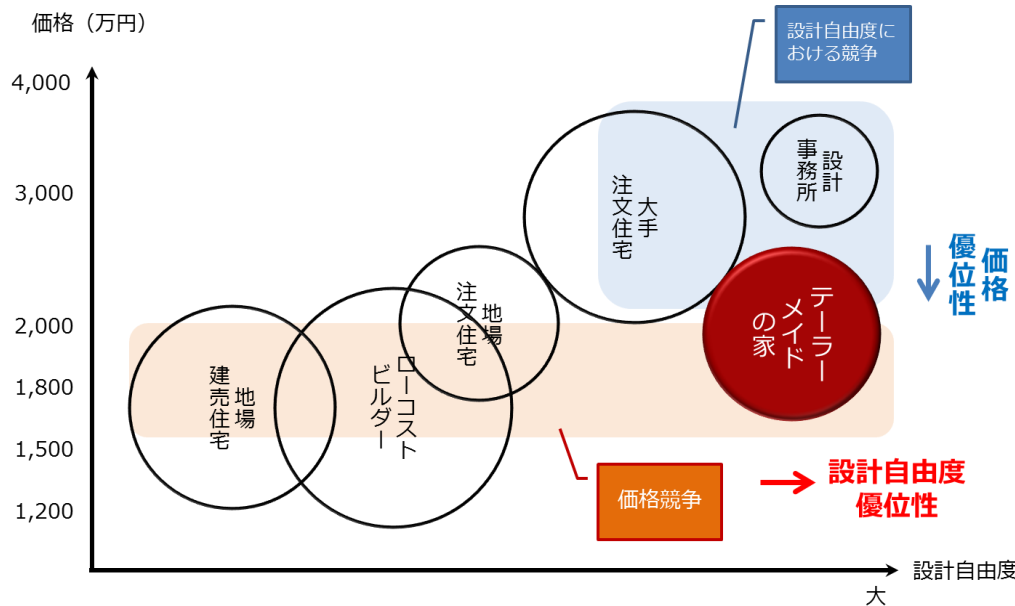 価格（万円）
設計自由度に
おける競争
4,000
3,000
2,000
1,800
1,500
1,200
設計
事務所
大手
注文住宅
価格
優位性
地場
注文住宅
テーラー
メイド
の家
ローコスト
ビルダー
地場
建売住宅
価格競争
設計自由度
優位性
設計自由度
大